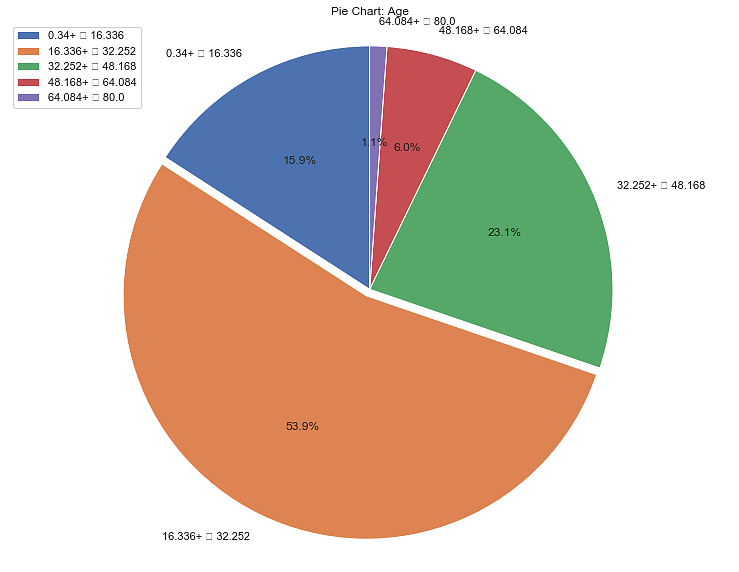 Pie Chart: Age
0.34+ □ 16.336
16.336+ □ 32.252
32.252+ □ 48.168
48.168+ □ 64.084
64.084+ □ 80.0
64.084+ □ 80.0
48.168+ □ 64.084
0.34+ □ 16.336
1.1%
6.0%
15.9%
32.252+ □ 48.168
23.1%
53.9%
16.336+ □ 32.252